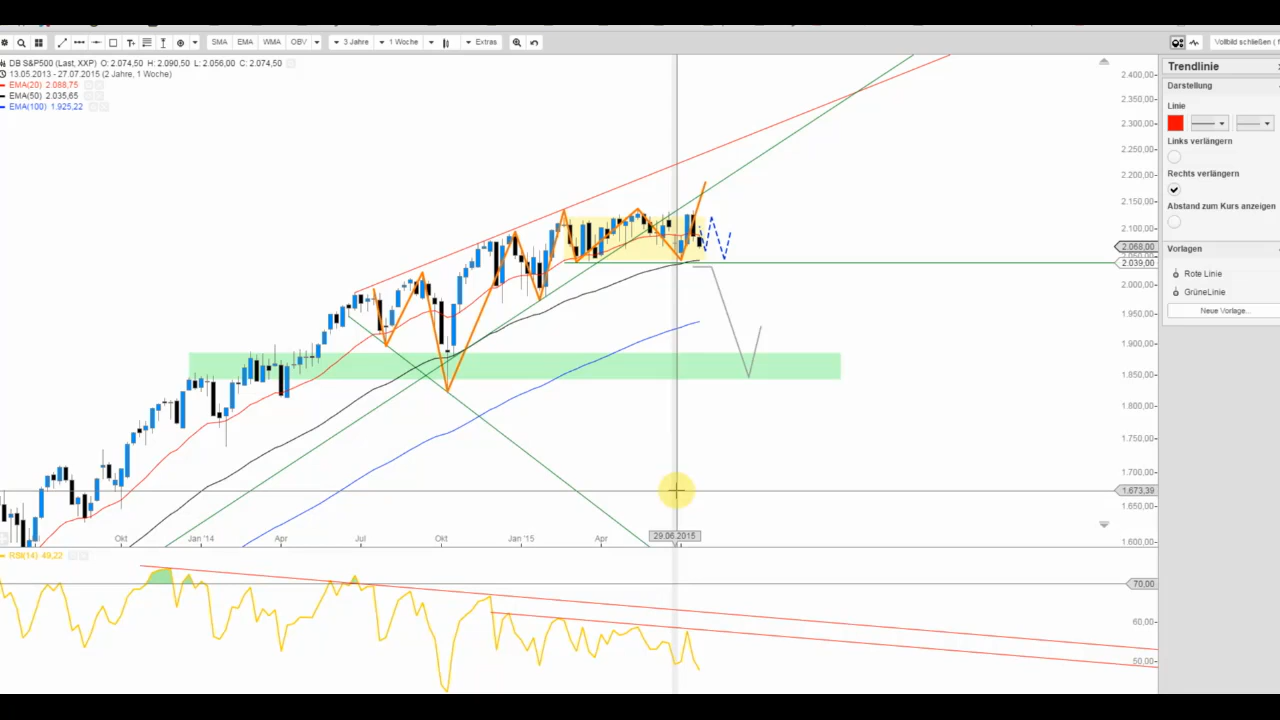 SMA EMA WMA OBV 3 Jahre 1 Woche Extras Vollbild schließen ( f
DB S&P500 (Last, XXP) O: 2.074,50 H: 2.090,50 L: 2.056,00 C: 2.074,50
13.05.2013 - 27.07.2015 (2 Jahre, 1 Woche)
EMA(20) 2.088,75
EMA(50) 2.035,65
EMA(100) 1.925,22
2.400,00
2.350,00
2.300,00
2.250,00
2.200,00
2.150,00
2.100,00
2.068,00
2.039,00
2.000,00
1.950,00
1.900,00
1.850,00
1.800,00
1.750,00
1.700,00
1.673,39
1.650,00
1.600,00
Okt Jan '14 Apr Jul Okt Jan '15 Apr 29.06.2015
RSI(14) 49,22
70,00
60,00
50,00
Trendlinie
Darstellung
Linie
Links verlängern
Rechts verlängern
Abstand zum Kurs anzeigen
Vorlagen
Rote Linie
GrüneLinie
Neue Vorlage...